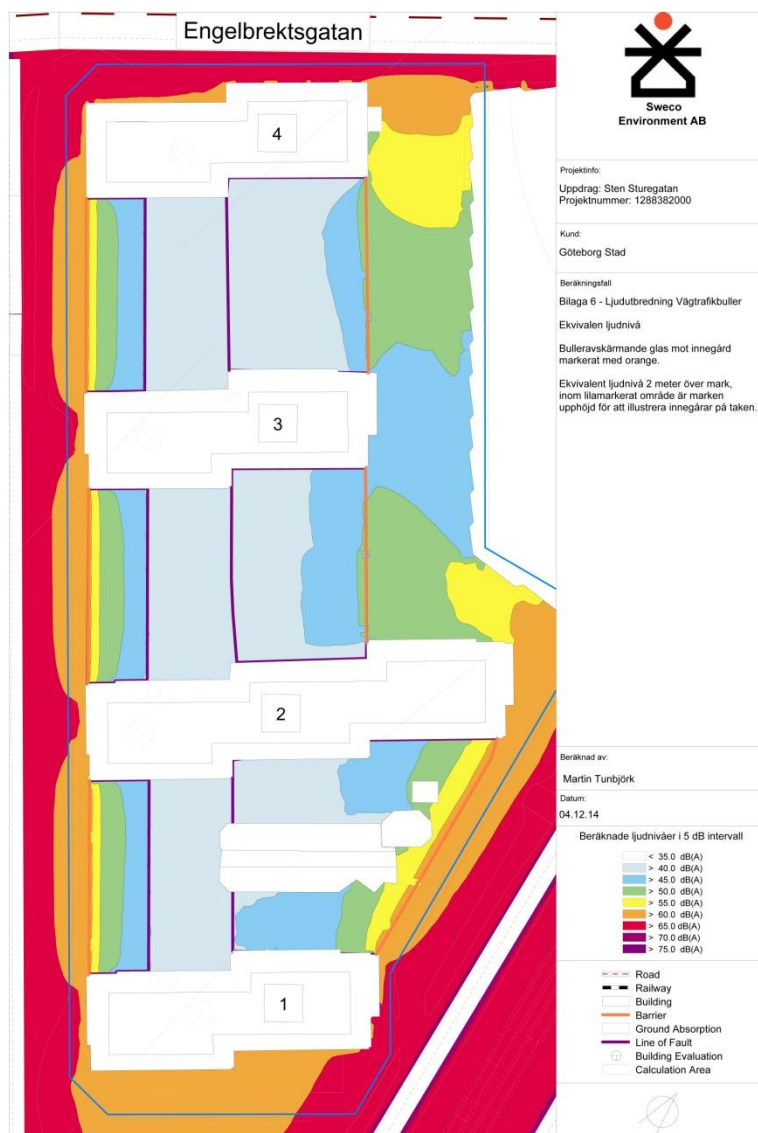 Engelbrektsgatan
4
3
2
1
Sweco
Environment AB
Projektinfo:
Uppdrag: Sten Sturegatan
Projektnummer: 1288382000
Kund:
Göteborg Stad
Beräkningsfall
Bilaga 6 - Ljudutbredning Vägtrafikbuller
Ekvivalen ljudnivå
Bulleravskärmande glas mot innegård
markerat med orange.
Ekvivalent ljudnivå 2 meter över mark,
inom lilamarkerat område är marken
upphöjd för att illustrera innegårar på taken.
Beräknad av:
Martin Tunbjörk
Datum:
04.12.14
Beräknade ljudnivåer i 5 dB intervall
< 35.0 dB(A)
> 40.0 dB(A)
> 45.0 dB(A)
> 50.0 dB(A)
> 55.0 dB(A)
> 60.0 dB(A)
> 65.0 dB(A)
> 70.0 dB(A)
> 75.0 dB(A)
Road
Railway
Building
Barrier
Ground Absorption
Line of Fault
Building Evaluation
Calculation Area